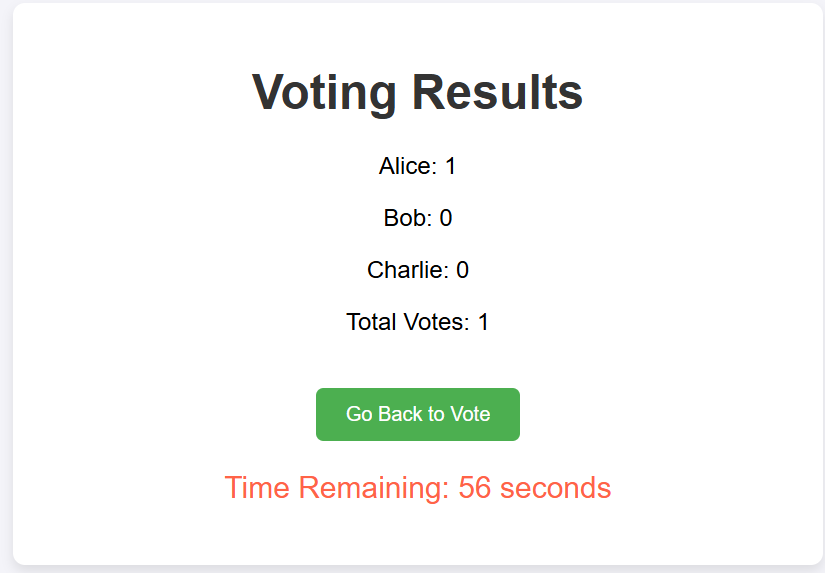 Voting Results
Alice: 1
Bob: 0
Charlie: 0
Total Votes: 1
Go Back to Vote
Time Remaining: 56 seconds